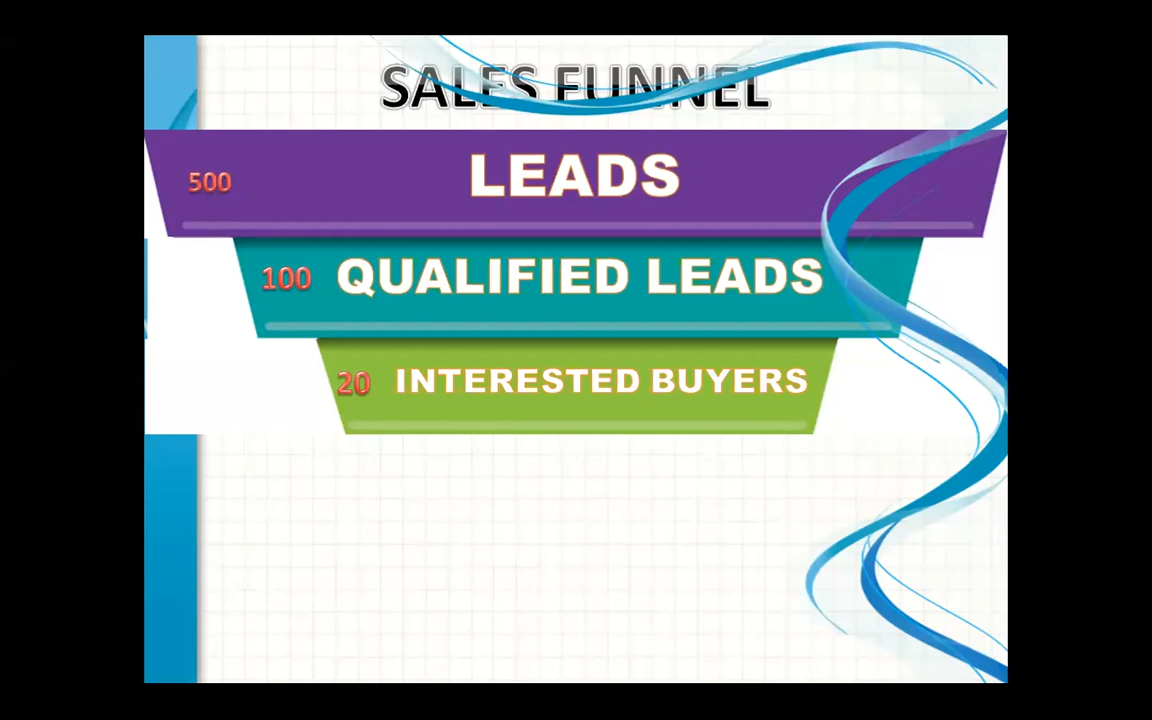 SALES FUNNEL
500 LEADS
100 QUALIFIED LEADS
20 INTERESTED BUYERS